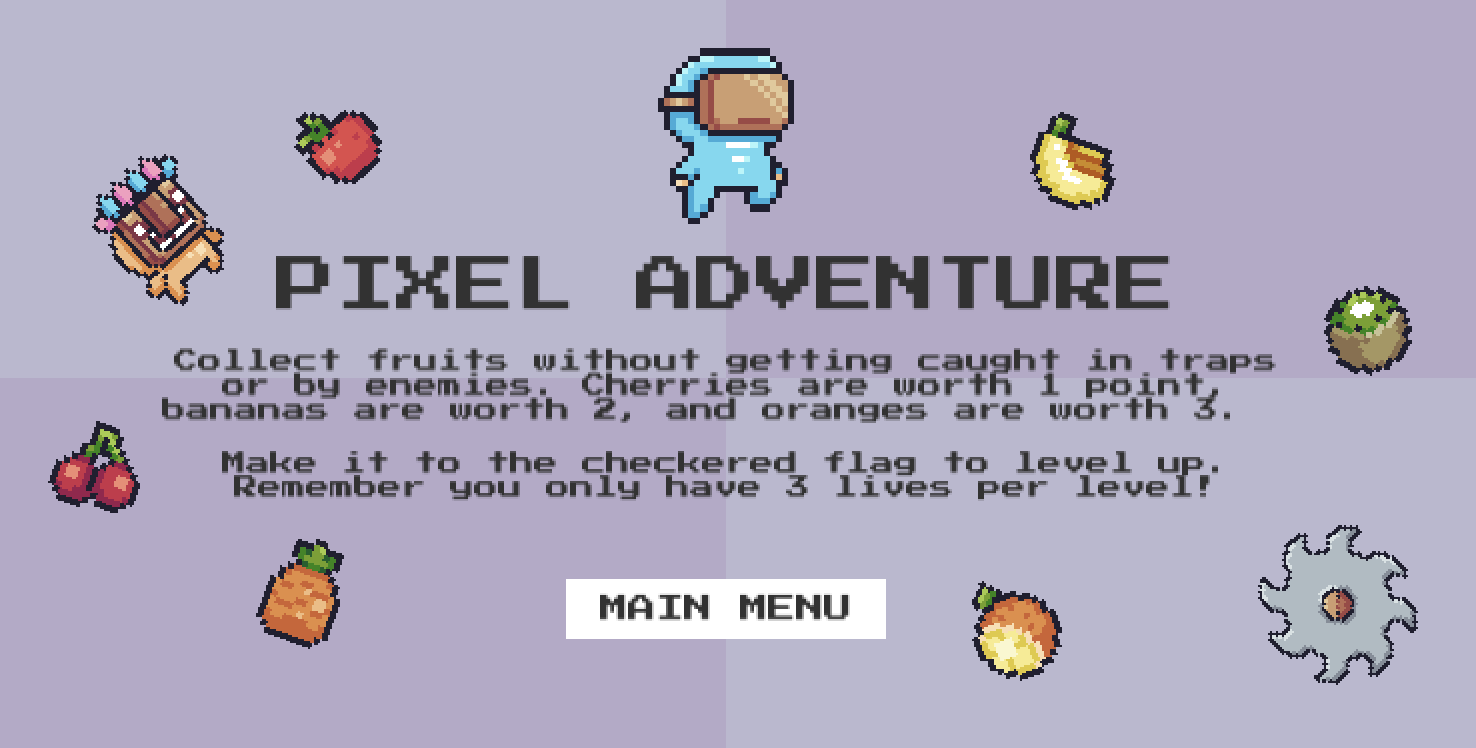 PIXEL ADVENTURE
Collect fruits without getting caught in traps
or by enemies. Cherries are worth 1 point,
bananas are worth 2, and oranges are worth 3.
Make it to the checkered flag to level up.
Remember you only have 3 lives per level!
MAIN MENU